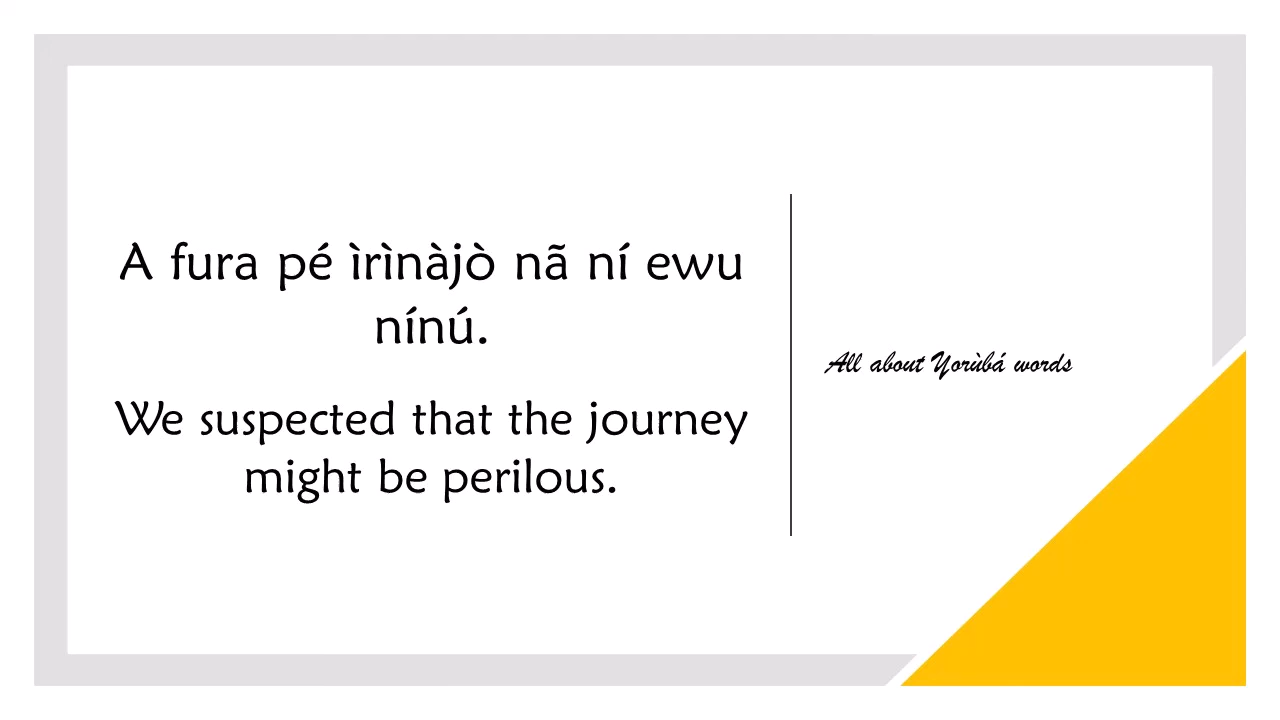 A fura pé ìrìnàjò nã ní ewu
nínú.
We suspected that the journey
might be perilous.
All about Yorùbá words